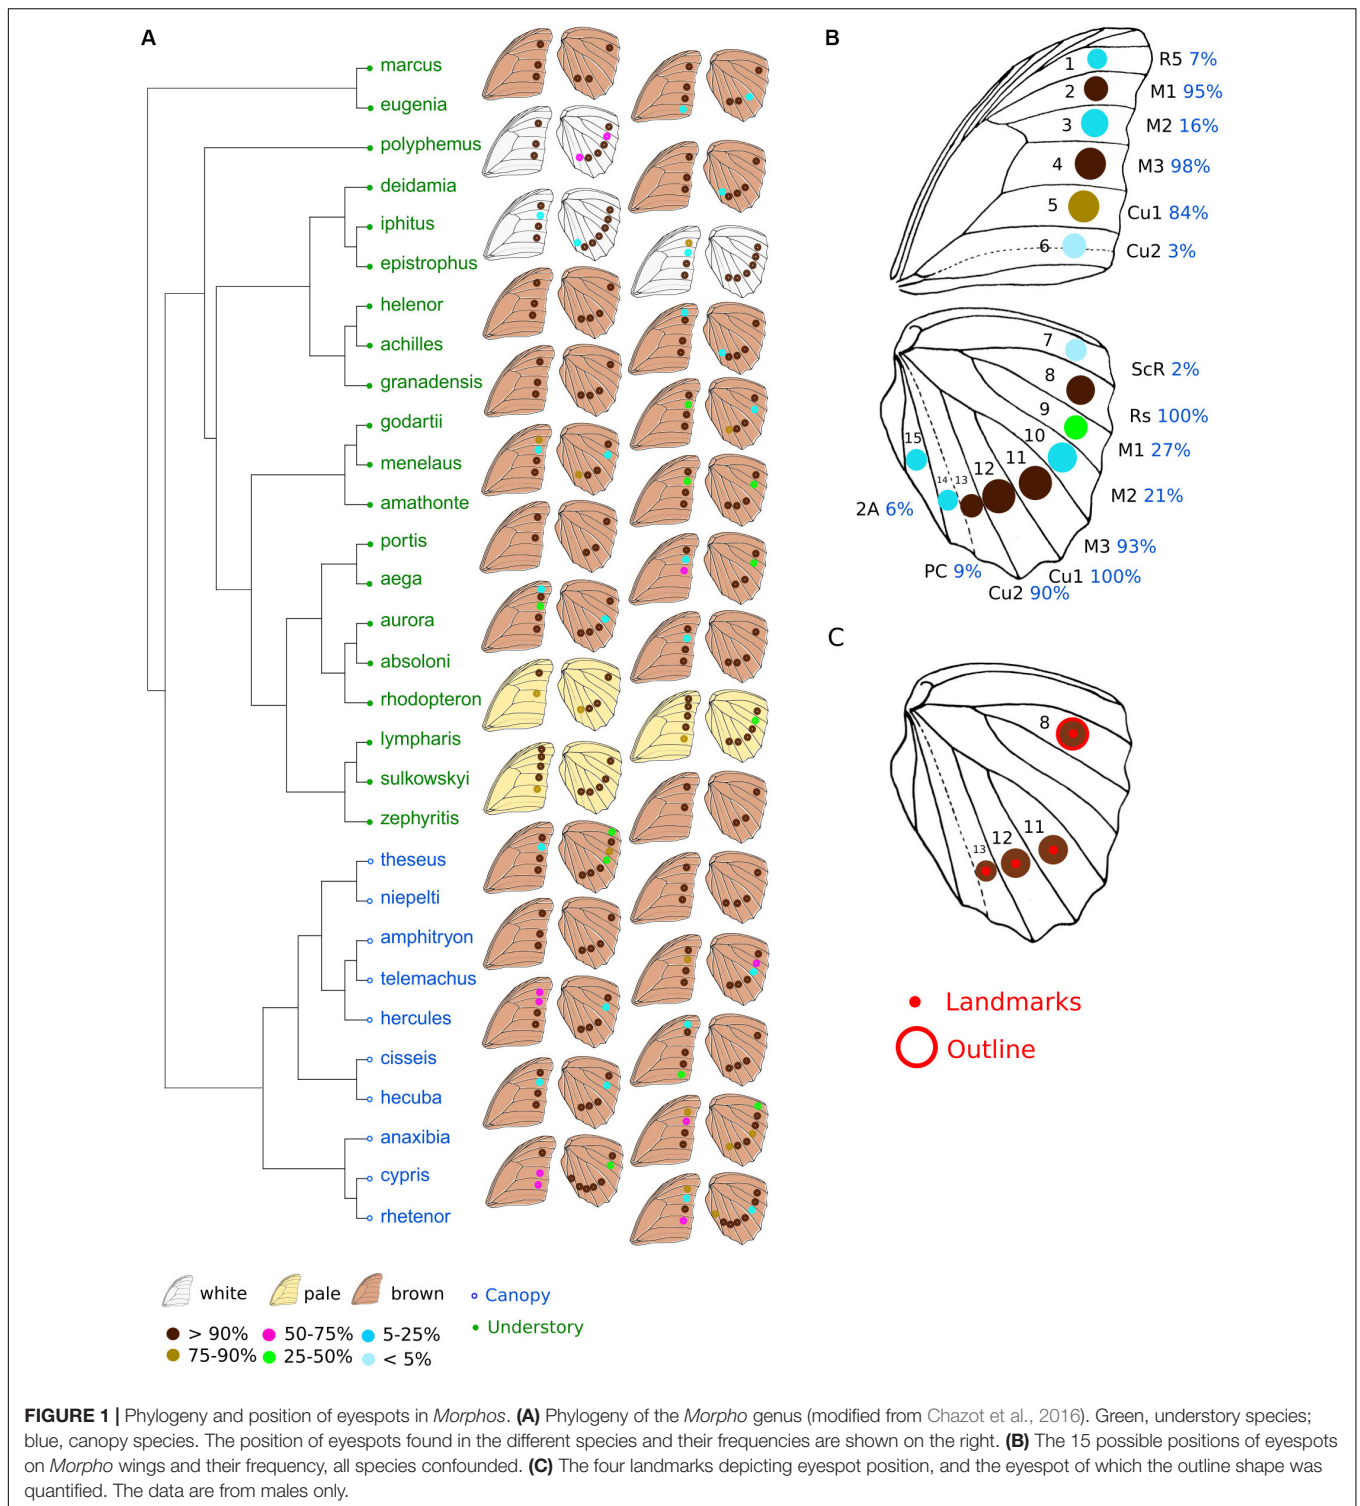 A
marcus
eugenia
polyphemus
deidamia
iphitus
epistrophus
helenor
achilles
granadensis
godartii
menelaus
amathonte
portis
aega
aurora
absoloni
rhodopteron
lympharis
sulkowskyi
zephyritis
theseus
niepelti
amphitryon
telemachus
hercules
cisseis
hecuba
anaxibia
cypris
rhetenor
white
pale
brown
Canopy
Understory
> 90%
50-75%
5-25%
75-90%
25-50%
< 5%
B
1
R5 7%
2
M1 95%
3
M2 16%
4
M3 98%
5
Cu1 84%
6
Cu2 3%
7
ScR 2%
8
Rs 100%
9
M1 27%
10
M2 21%
11
M3 93%
12
Cu1 100%
13
Cu2 90%
14
PC 9%
15
2A 6%
C
8
11
12
13
Landmarks
Outline
FIGURE 1 | Phylogeny and position of eyespots in Morphos. (A) Phylogeny of the Morpho genus (modified from Chazot et al., 2016). Green, understory species;
blue, canopy species. The position of eyespots found in the different species and their frequencies are shown on the right. (B) The 15 possible positions of eyespots
on Morpho wings and their frequency, all species confounded. (C) The four landmarks depicting eyespot position, and the eyespot of which the outline shape was
quantified. The data are from males only.